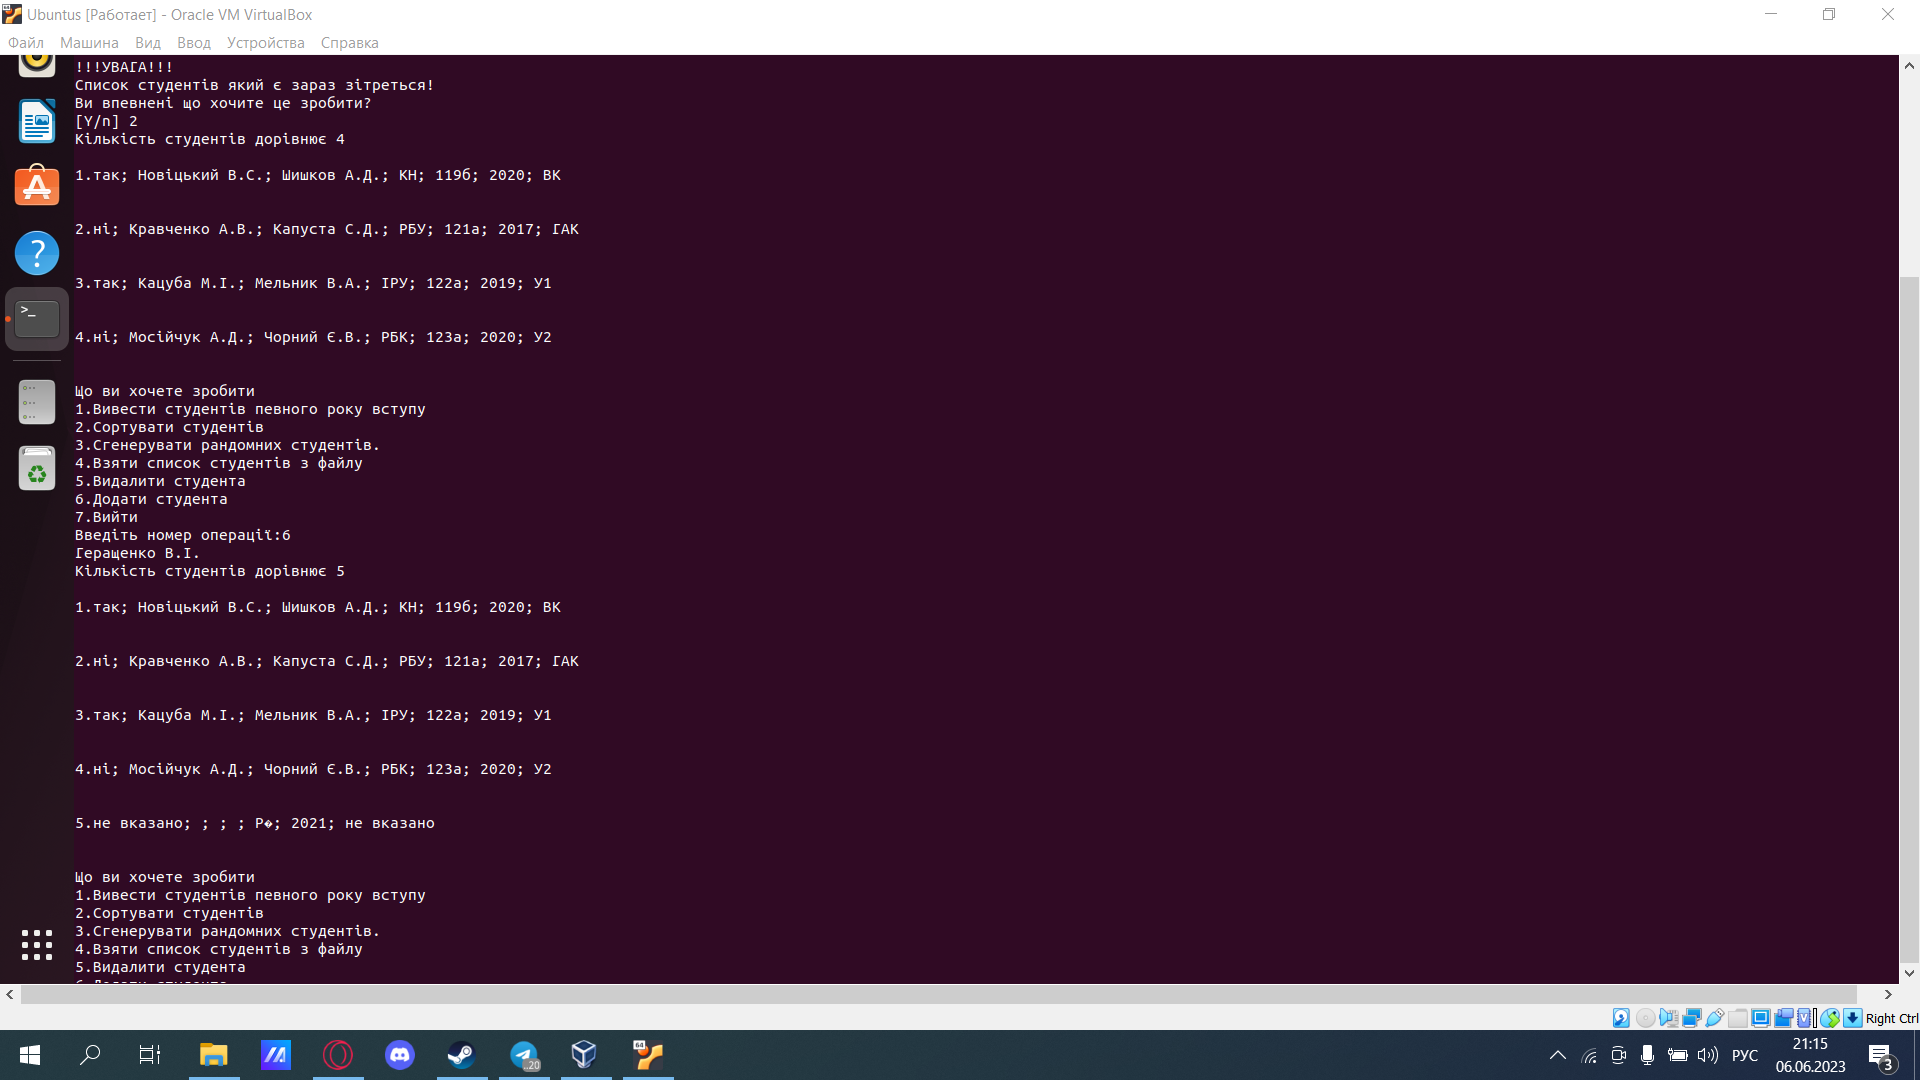 Ubuntus [Работает] - Oracle VM VirtualBox
Файл Машина Вид Ввод Устройства Справка
!!!УВАГА!!!
Список студентів який є зараз зітреться!
Ви впевнені що хочите це зробити?
[Y/n] 2
Кількість студентів дорівнює 4
1.так; Новіцький В.С.; Шишков А.Д.; КН; 119б; 2020; ВК
2.ні; Кравченко А.В.; Капуста С.Д.; РБУ; 121а; 2017; ГАК
3.так; Кацуба М.І.; Мельник В.А.; ІРУ; 122а; 2019; У1
4.ні; Мосійчук А.Д.; Чорний Є.В.; РБК; 123а; 2020; У2
Що ви хочете зробити
1.Вивести студентів певного року вступу
2.Сортувати студентів
3.Сгенерувати рандомних студентів.
4.Взяти список студентів з файлу
5.Видалити студента
6.Додати студента
7.Вийти
Введіть номер операції:6
Геращенко В.І.
Кількість студентів дорівнює 5
1.так; Новіцький В.С.; Шишков А.Д.; КН; 119б; 2020; ВК
2.ні; Кравченко А.В.; Капуста С.Д.; РБУ; 121а; 2017; ГАК
3.так; Кацуба М.І.; Мельник В.А.; ІРУ; 122а; 2019; У1
4.ні; Мосійчук А.Д.; Чорний Є.В.; РБК; 123а; 2020; У2
5.не вказано; ; ; ; Р�; 2021; не вказано
Що ви хочете зробити
1.Вивести студентів певного року вступу
2.Сортувати студентів
3.Сгенерувати рандомних студентів.
4.Взяти список студентів з файлу
5.Видалити студента
Right Ctrl
64
..20
64
РУС
21:15
06.06.2023
3